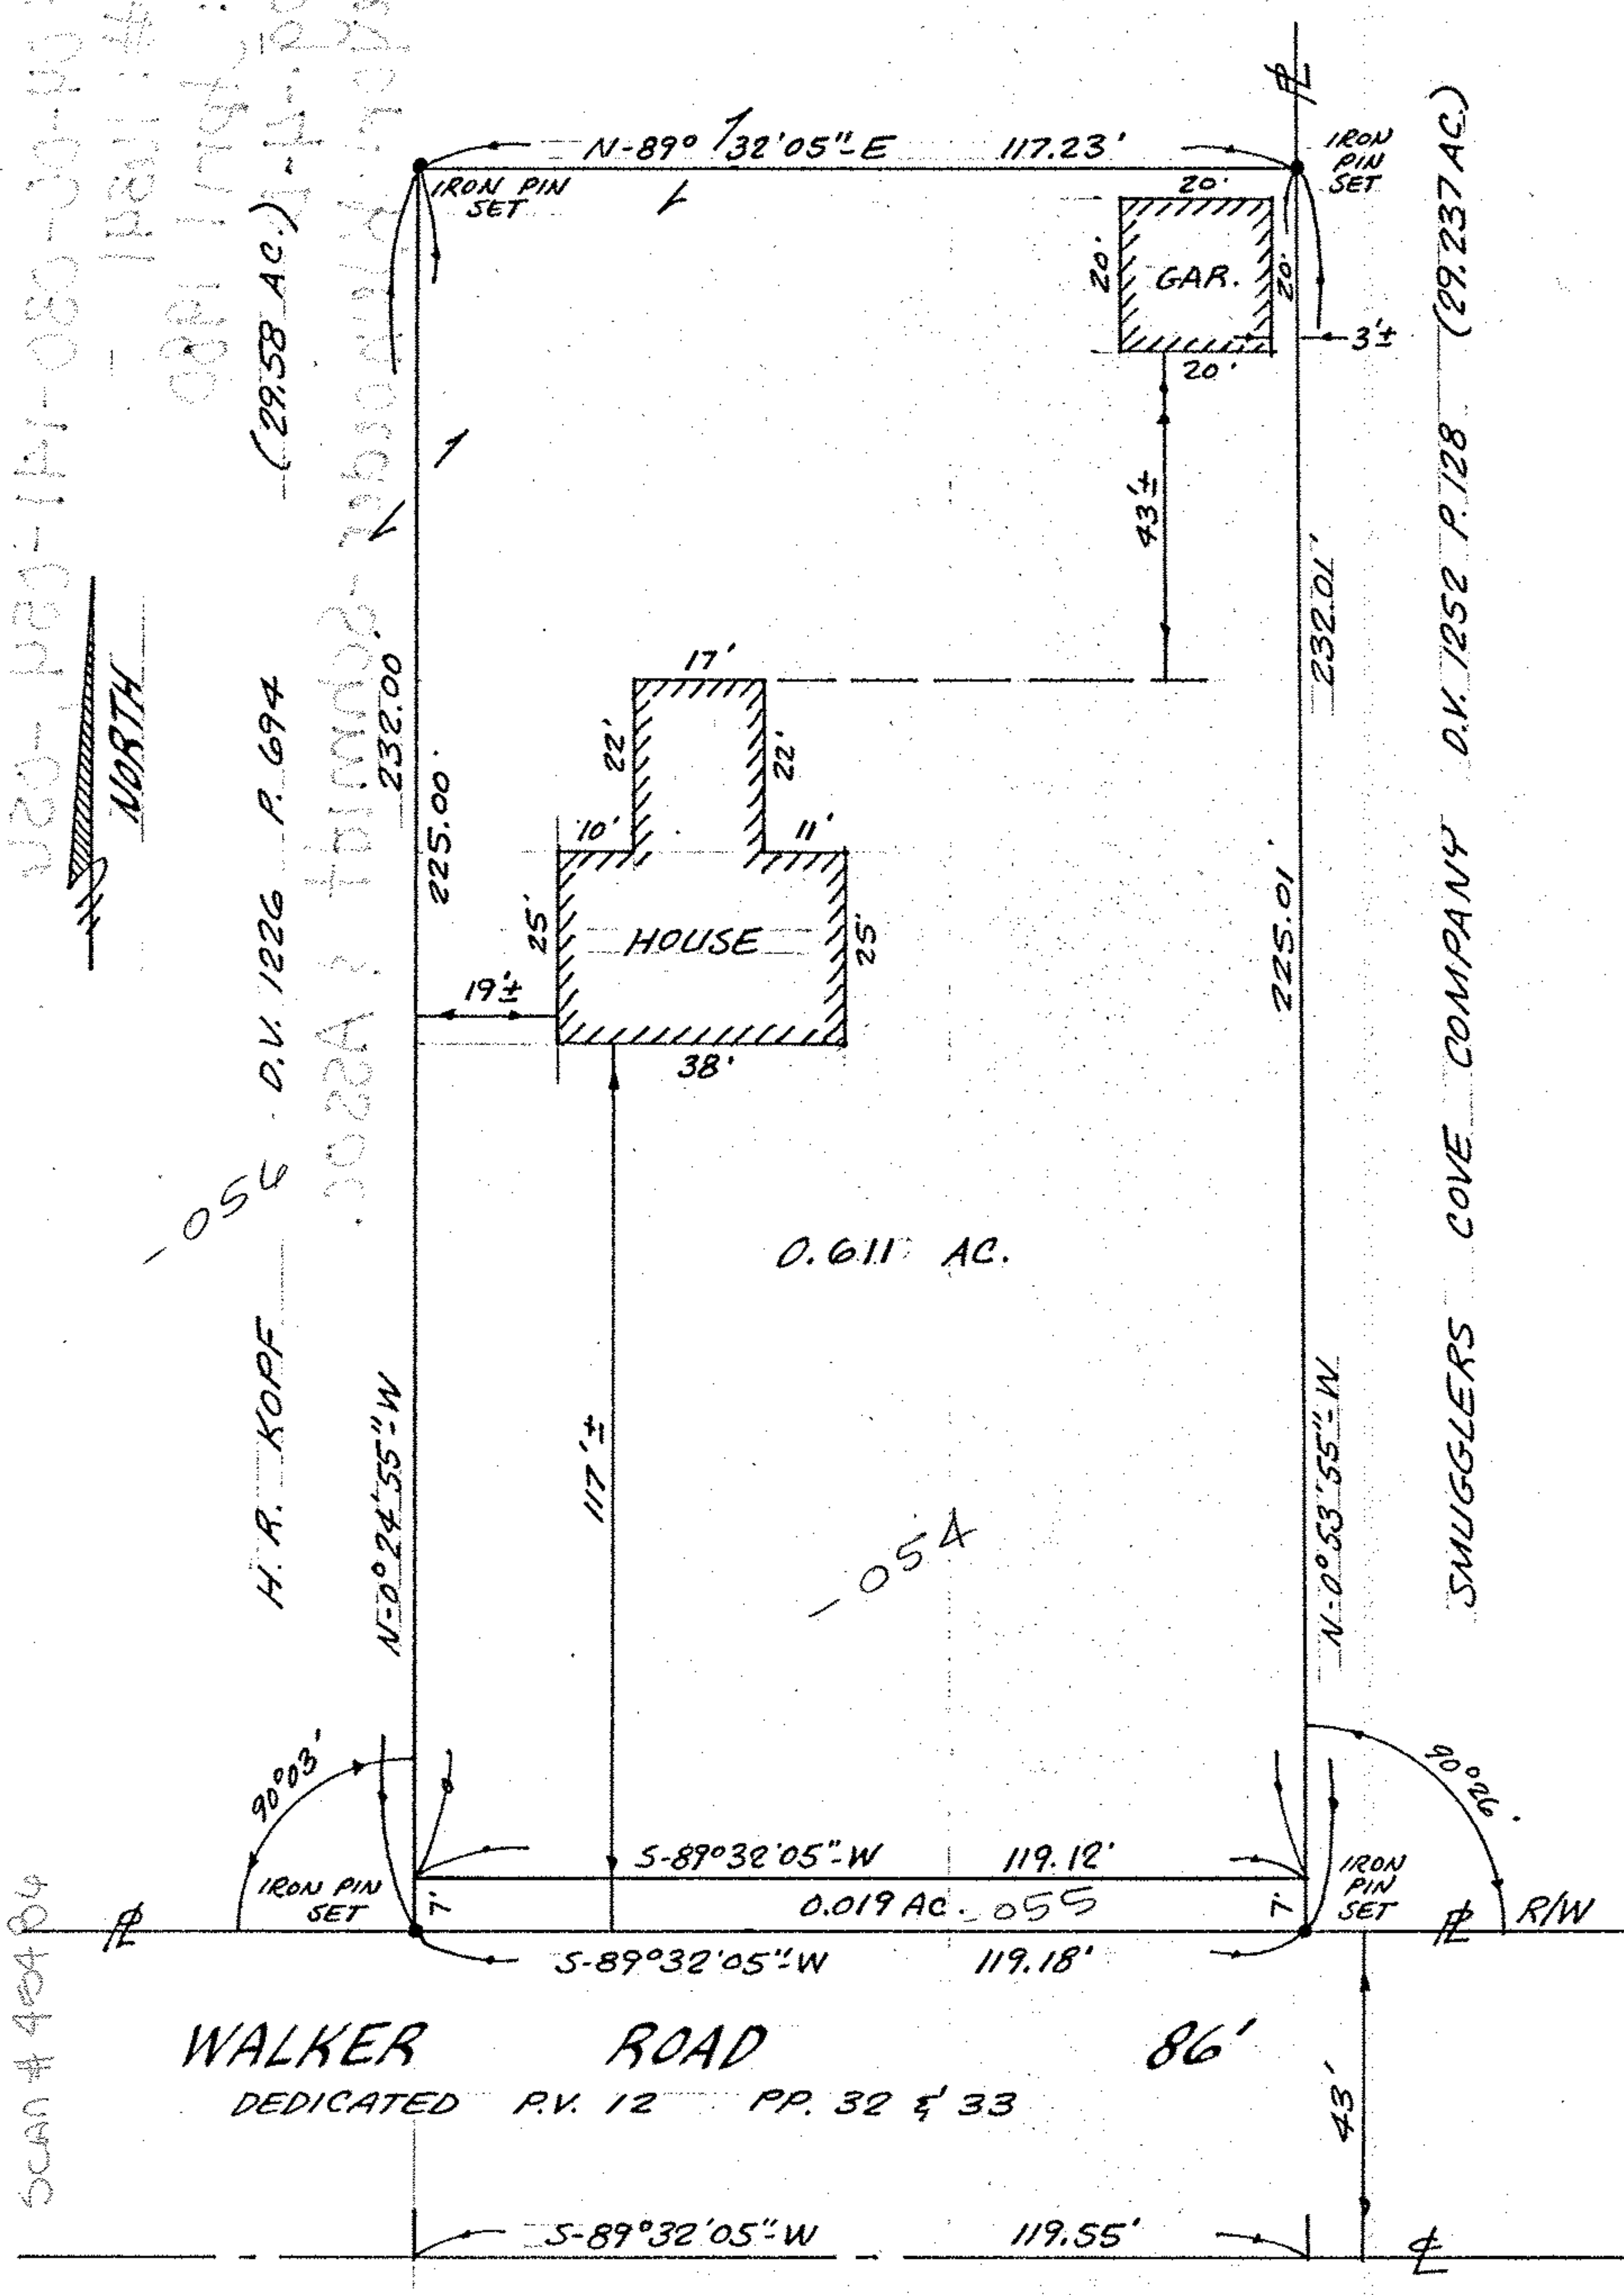 N-89° 32'05"-E 117.23'
IRON PIN
SET
IRON
PIN
SET
20'
20'
GAR.
20'
20'
3'±
43'±
(29.58 AC.)
D.V. 1226 P. 694
H. R. KOPF
-056
NORTH
232.00'
225.00'
N-0°24'55"-W
(29.237 AC.)
D.V. 1252 P. 128
SMUGGLERS COVE COMPANY
232.01'
225.01'
N-0°53'55"-W
17'
22'
22'
10'
11'
25'
HOUSE
25'
19'±
38'
0.611 AC.
117'±
-054
90°03'
90°26'
S-89°32'05"-W 119.12'
IRON PIN
SET
7'
0.019 AC. -055
7'
IRON
PIN
SET
PL
PL
PL
R/W
S-89°32'05"-W 119.18'
WALKER ROAD 86'
DEDICATED P.V. 12 PP. 32 & 33
43'
S-89°32'05"-W 119.55'
CL